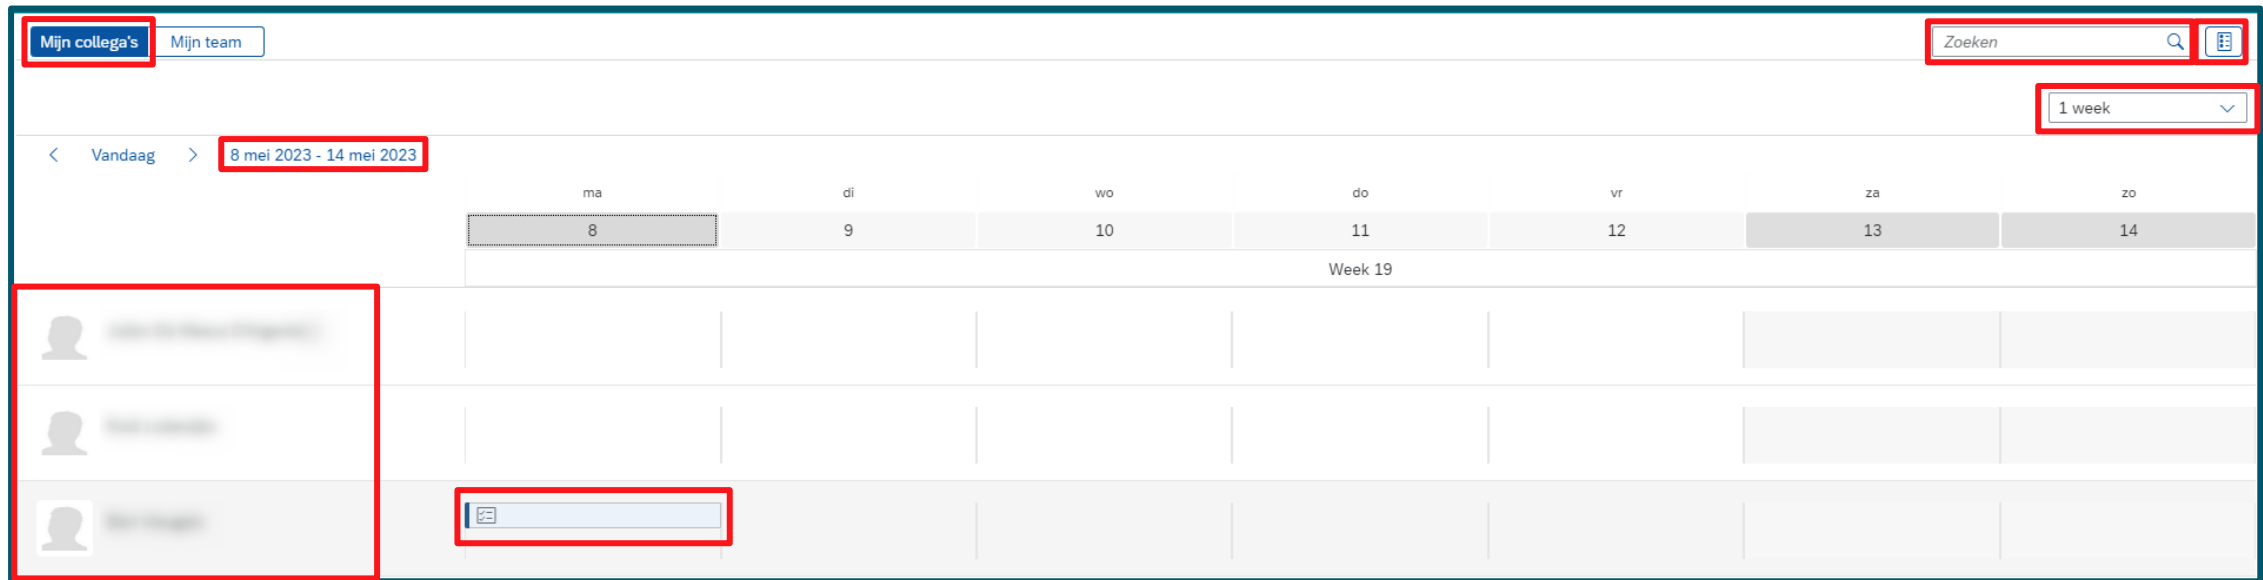 Mijn collega's Mijn team Zoeken
1 week
Vandaag 8 mei 2023 - 14 mei 2023
ma di wo do vr za zo
8 9 10 11 12 13 14
Week 19